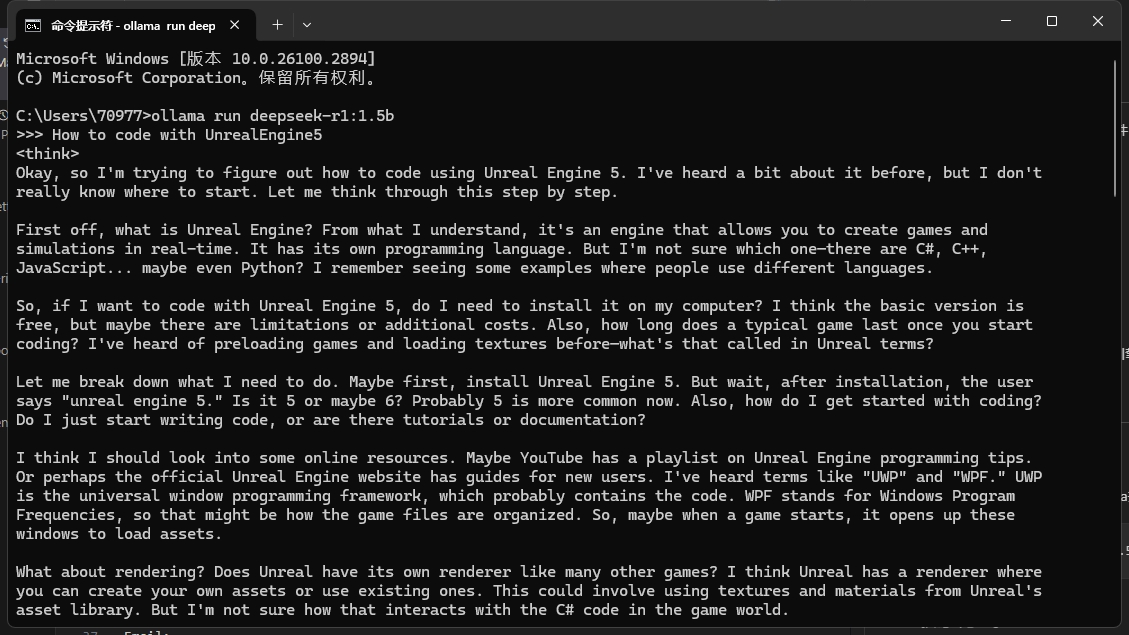 命令提示符 - ollama run deep
Microsoft Windows [版本 10.0.26100.2894]
(c) Microsoft Corporation。保留所有权利。
C:\Users\70977>ollama run deepseek-r1:1.5b
>>> How to code with UnrealEngine5
<think>
Okay, so I'm trying to figure out how to code using Unreal Engine 5. I've heard a bit about it before, but I don't
really know where to start. Let me think through this step by step.
First off, what is Unreal Engine? From what I understand, it's an engine that allows you to create games and
simulations in real-time. It has its own programming language. But I'm not sure which one—there are C#, C++,
JavaScript... maybe even Python? I remember seeing some examples where people use different languages.
So, if I want to code with Unreal Engine 5, do I need to install it on my computer? I think the basic version is
free, but maybe there are limitations or additional costs. Also, how long does a typical game last once you start
coding? I've heard of preloading games and loading textures before—what's that called in Unreal terms?
Let me break down what I need to do. Maybe first, install Unreal Engine 5. But wait, after installation, the user
says "unreal engine 5." Is it 5 or maybe 6? Probably 5 is more common now. Also, how do I get started with coding?
Do I just start writing code, or are there tutorials or documentation?
I think I should look into some online resources. Maybe YouTube has a playlist on Unreal Engine programming tips.
Or perhaps the official Unreal Engine website has guides for new users. I've heard terms like "UWP" and "WPF." UWP
is the universal window programming framework, which probably contains the code. WPF stands for Windows Program
Frequencies, so that might be how the game files are organized. So, maybe when a game starts, it opens up these
windows to load assets.
What about rendering? Does Unreal have its own renderer like many other games? I think Unreal has a renderer where
you can create your own assets or use existing ones. This could involve using textures and materials from Unreal's
asset library. But I'm not sure how that interacts with the C# code in the game world.